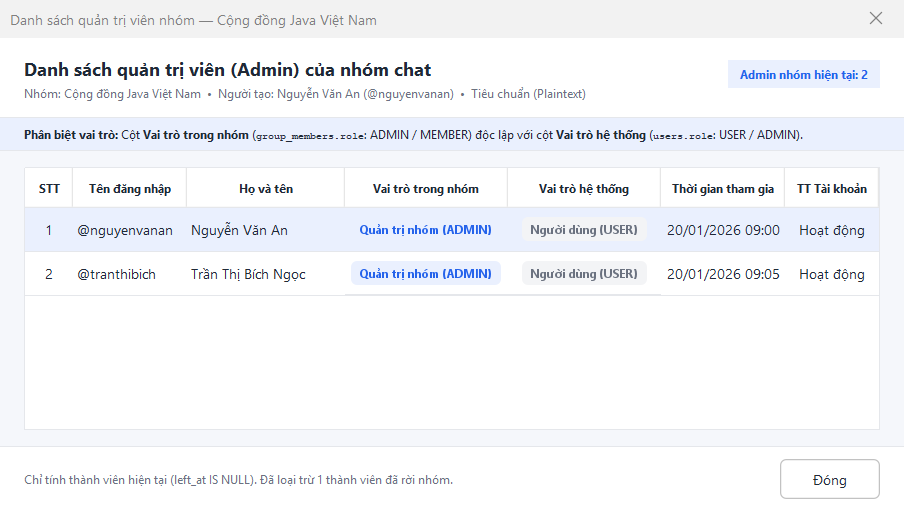 Danh sách quản trị viên nhóm — Cộng đồng Java Việt Nam
Danh sách quản trị viên (Admin) của nhóm chat
Nhóm: Cộng đồng Java Việt Nam • Người tạo: Nguyễn Văn An (@nguyenvanan) • Tiêu chuẩn (Plaintext)
Admin nhóm hiện tại: 2
Phân biệt vai trò: Cột Vai trò trong nhóm (group_members.role: ADMIN / MEMBER) độc lập với cột Vai trò hệ thống (users.role: USER / ADMIN).
STT Tên đăng nhập Họ và tên Vai trò trong nhóm Vai trò hệ thống Thời gian tham gia TT Tài khoản
1 @nguyenvanan Nguyễn Văn An Quản trị nhóm (ADMIN) Người dùng (USER) 20/01/2026 09:00 Hoạt động
2 @tranthibich Trần Thị Bích Ngọc Quản trị nhóm (ADMIN) Người dùng (USER) 20/01/2026 09:05 Hoạt động
Chỉ tính thành viên hiện tại (left_at IS NULL). Đã loại trừ 1 thành viên đã rời nhóm.
Đóng